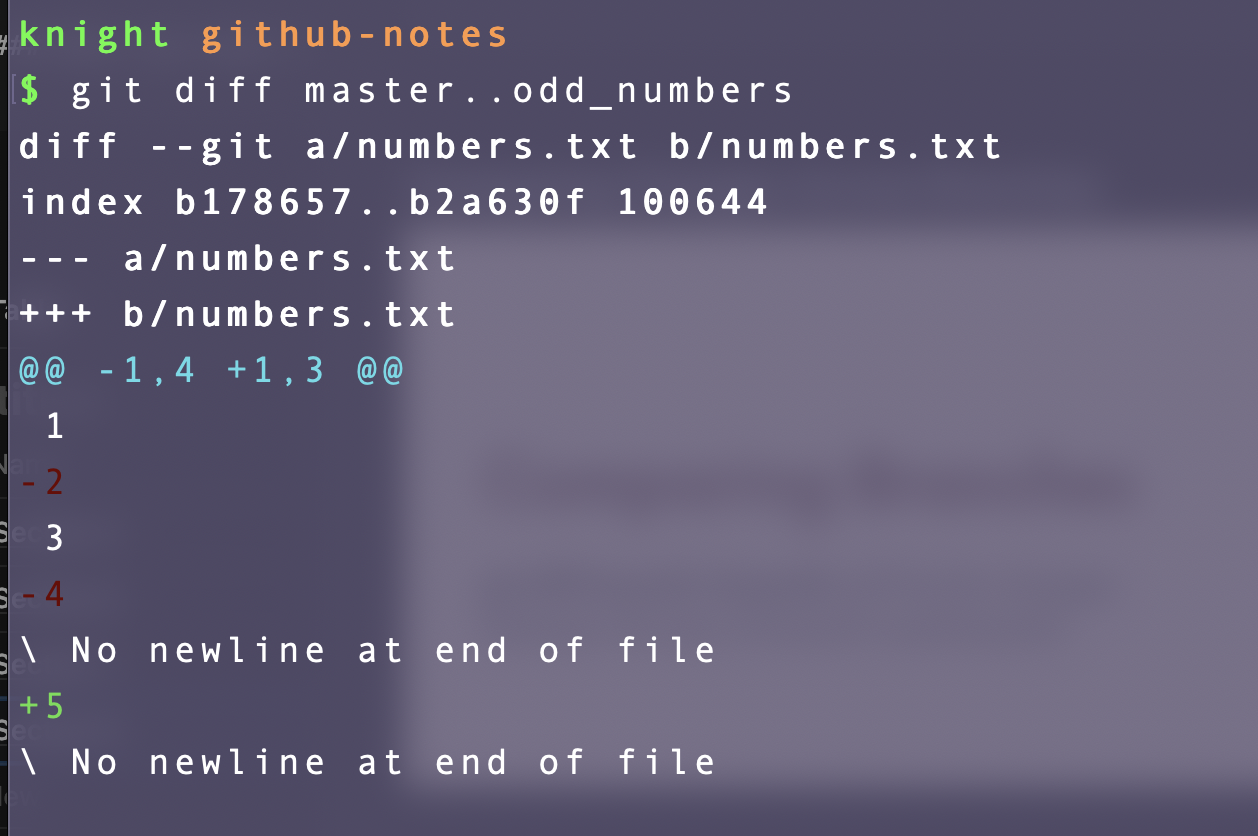 knight github-notes
$ git diff master..odd_numbers
diff --git a/numbers.txt b/numbers.txt
index b178657..b2a630f 100644
--- a/numbers.txt
+++ b/numbers.txt
@@ -1,4 +1,3 @@
 1
-2
 3
-4
\ No newline at end of file
+5
\ No newline at end of file